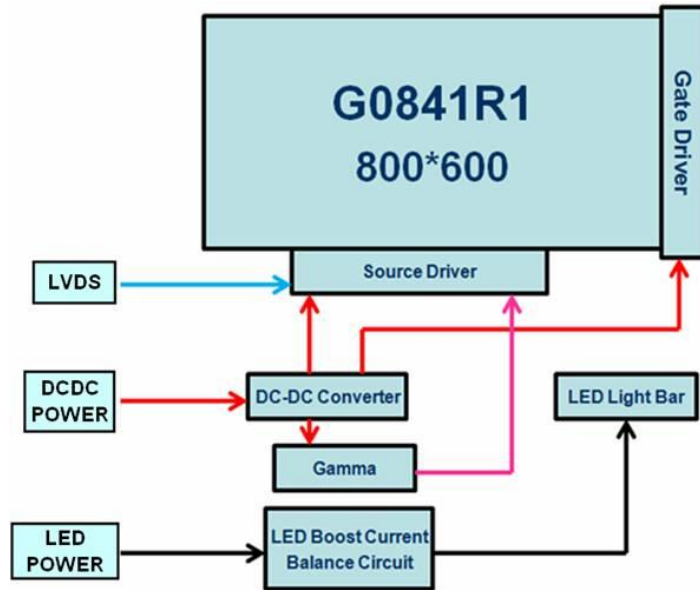 G0841R1
800*600
Gate Driver
Source Driver
LVDS
DCDC
POWER
DC-DC Converter
LED Light Bar
Gamma
LED
POWER
LED Boost Current
Balance Circuit